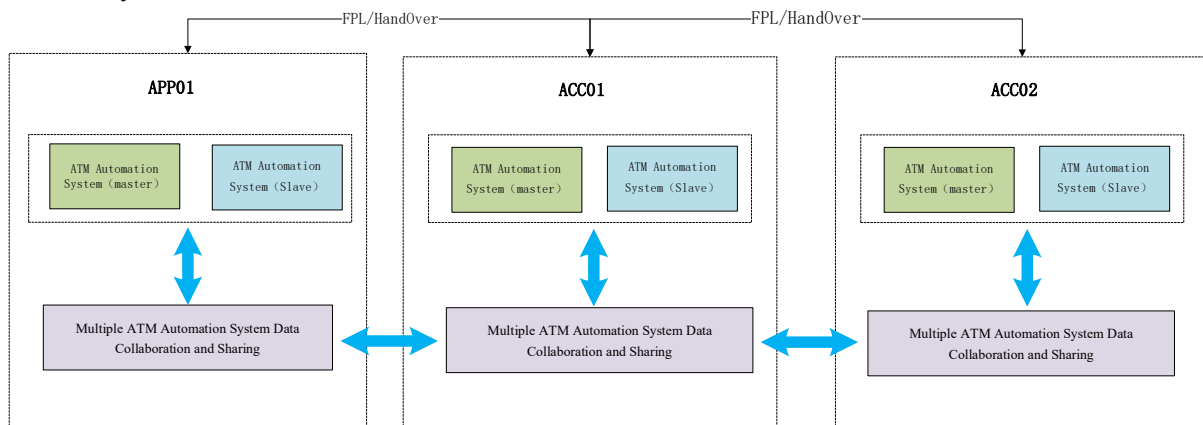 FPL/HandOver
FPL/HandOver
APP01
ACC01
ACC02
ATM Automation
System（master）
ATM Automation
System（Slave）
ATM Automation
System（master）
ATM Automation
System（Slave）
ATM Automation
System（master）
ATM Automation
System（Slave）
Multiple ATM Automation System Data
Collaboration and Sharing
Multiple ATM Automation System Data
Collaboration and Sharing
Multiple ATM Automation System Data
Collaboration and Sharing